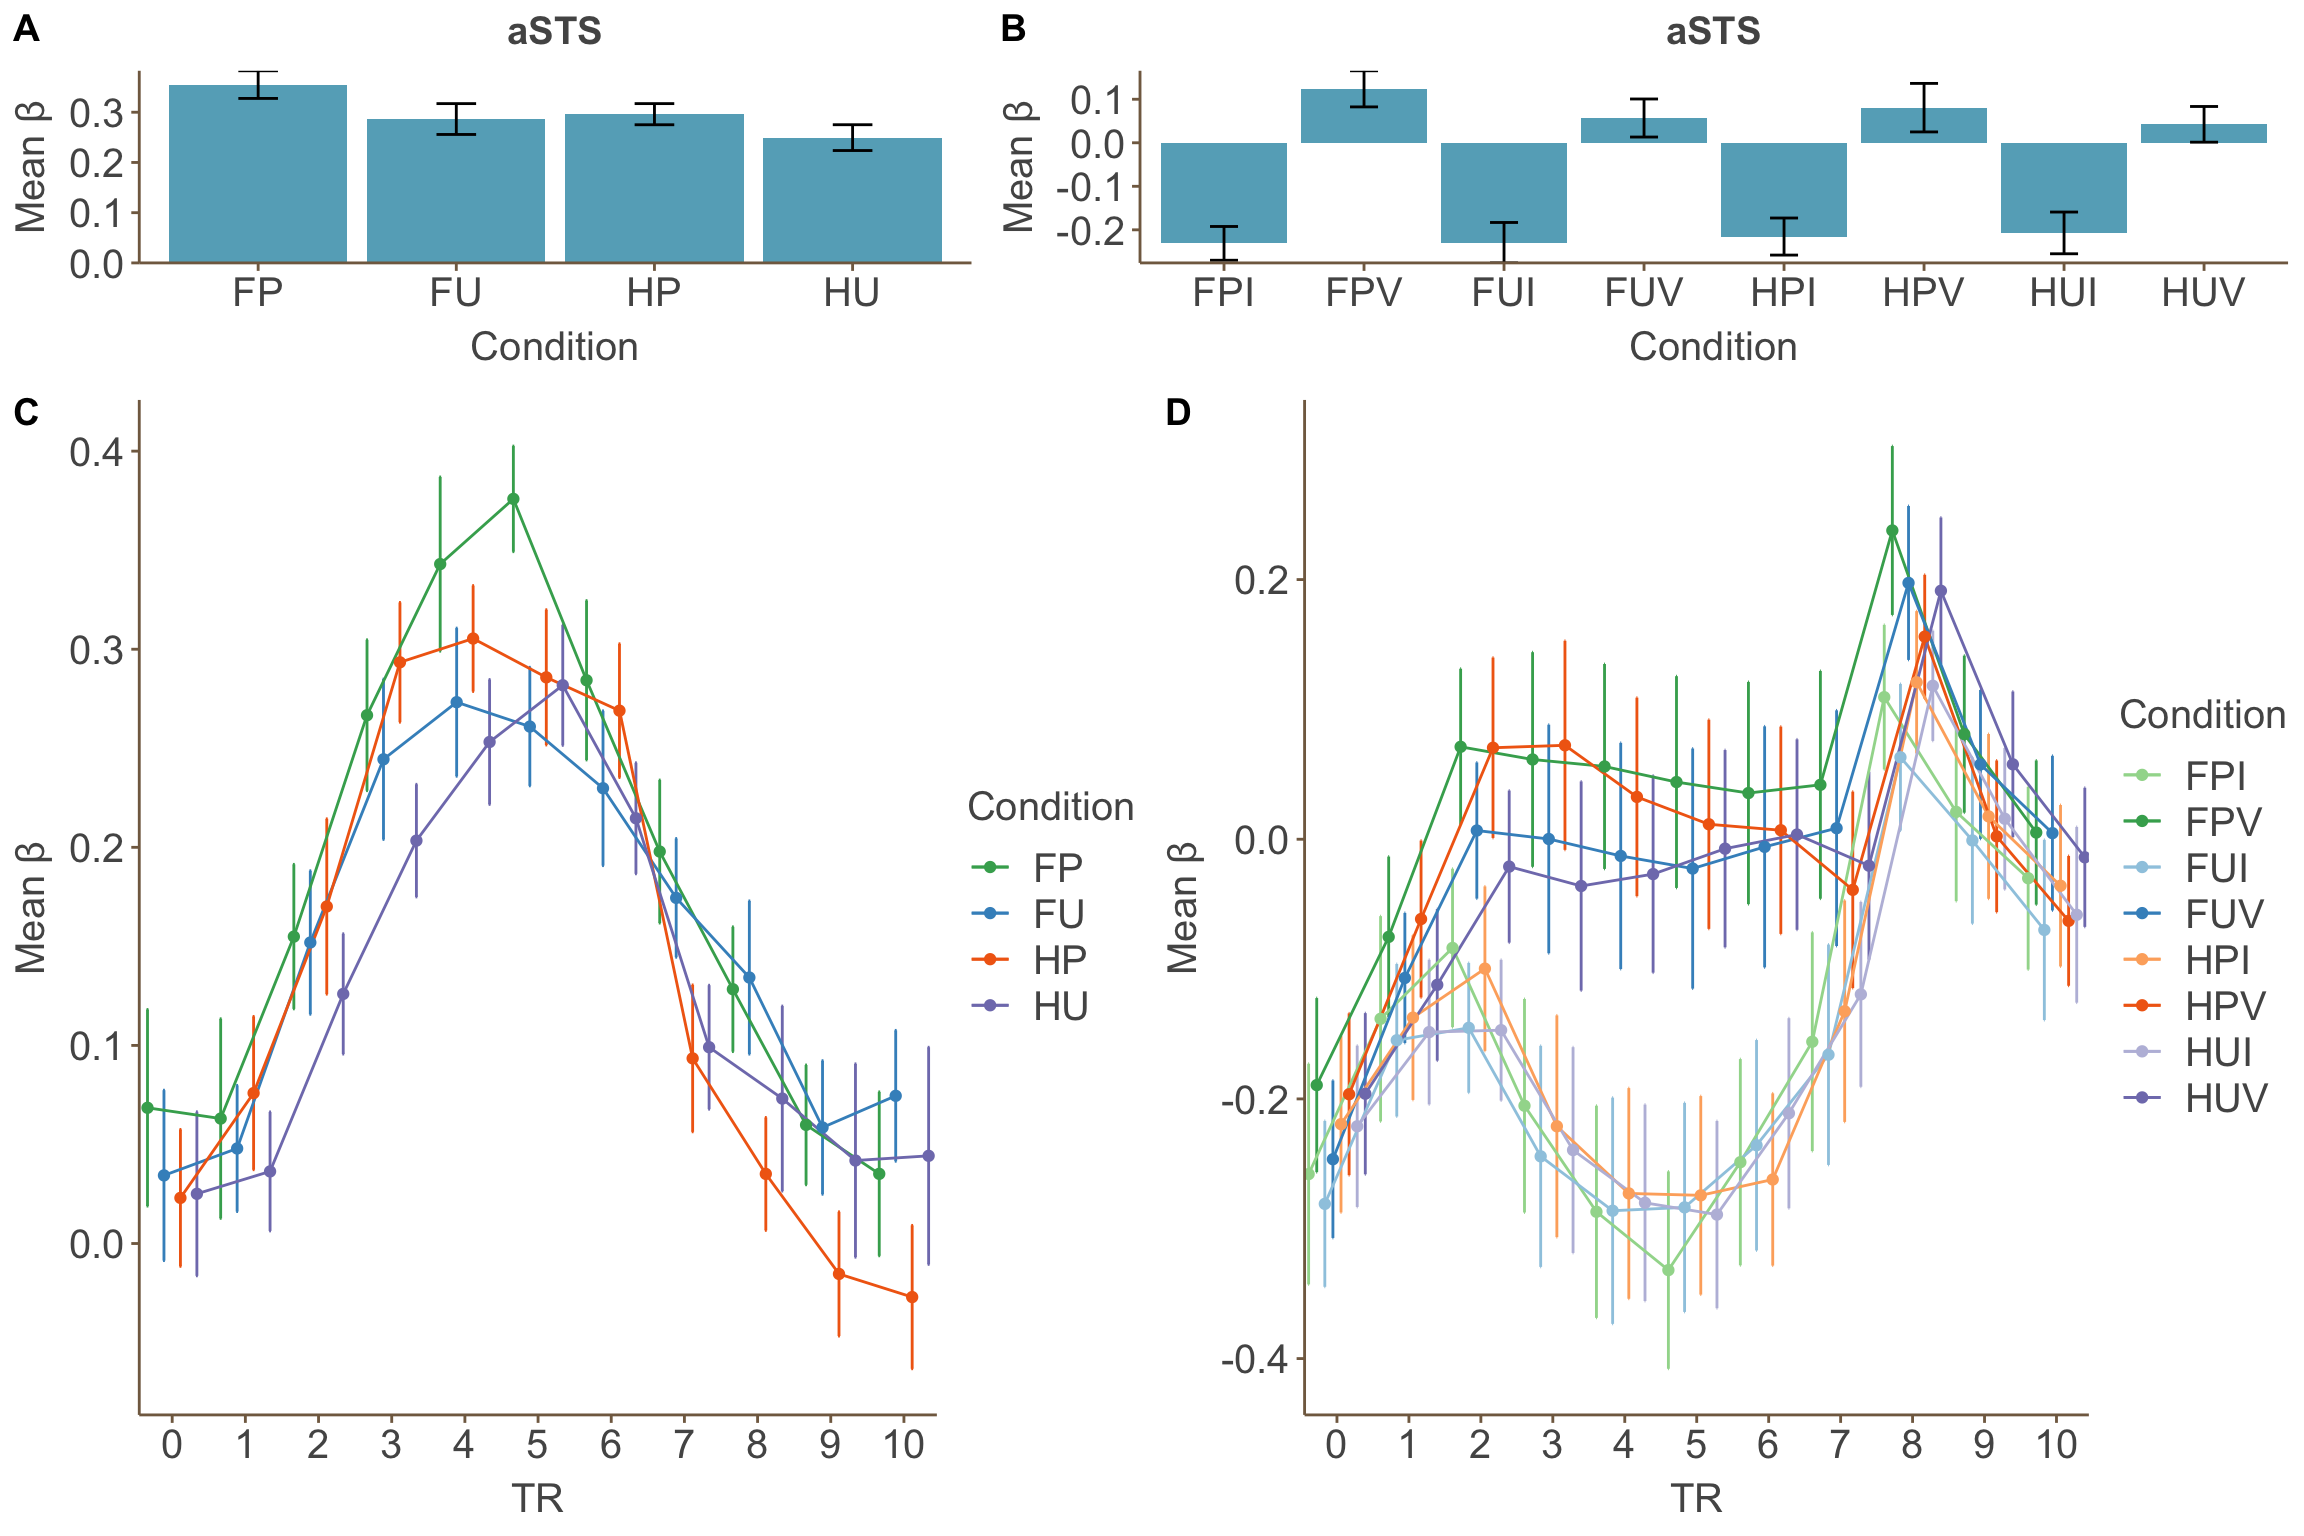 A
aSTS
Mean β
0.3
0.2
0.1
0.0
FP FU HP HU
Condition
B
aSTS
Mean β
0.1
0.0
-0.1
-0.2
FPI FPV FUI FUV HPI HPV HUI HUV
Condition
C
Mean β
0.4
0.3
0.2
0.1
0.0
0 1 2 3 4 5 6 7 8 9 10
TR
Condition
FP
FU
HP
HU
D
Mean β
0.2
0.0
-0.2
-0.4
0 1 2 3 4 5 6 7 8 9 10
TR
Condition
FPI
FPV
FUI
FUV
HPI
HPV
HUI
HUV